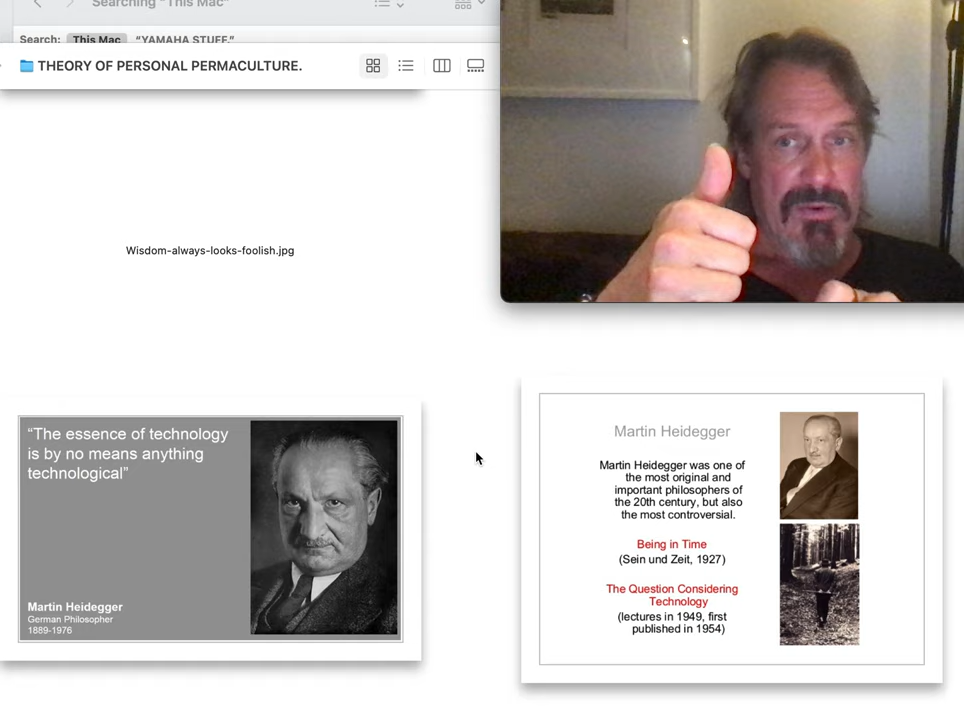 Searching "This Mac"
Search: This Mac "YAMAHA STUFF."
THEORY OF PERSONAL PERMACULTURE.
Wisdom-always-looks-foolish.jpg
“The essence of technology
is by no means anything
technological”
Martin Heidegger
German Philosopher
1889-1976
Martin Heidegger
Martin Heidegger was one of
the most original and
important philosophers of
the 20th century, but also
the most controversial.
Being in Time
(Sein und Zeit, 1927)
The Question Considering
Technology
(lectures in 1949, first
published in 1954)